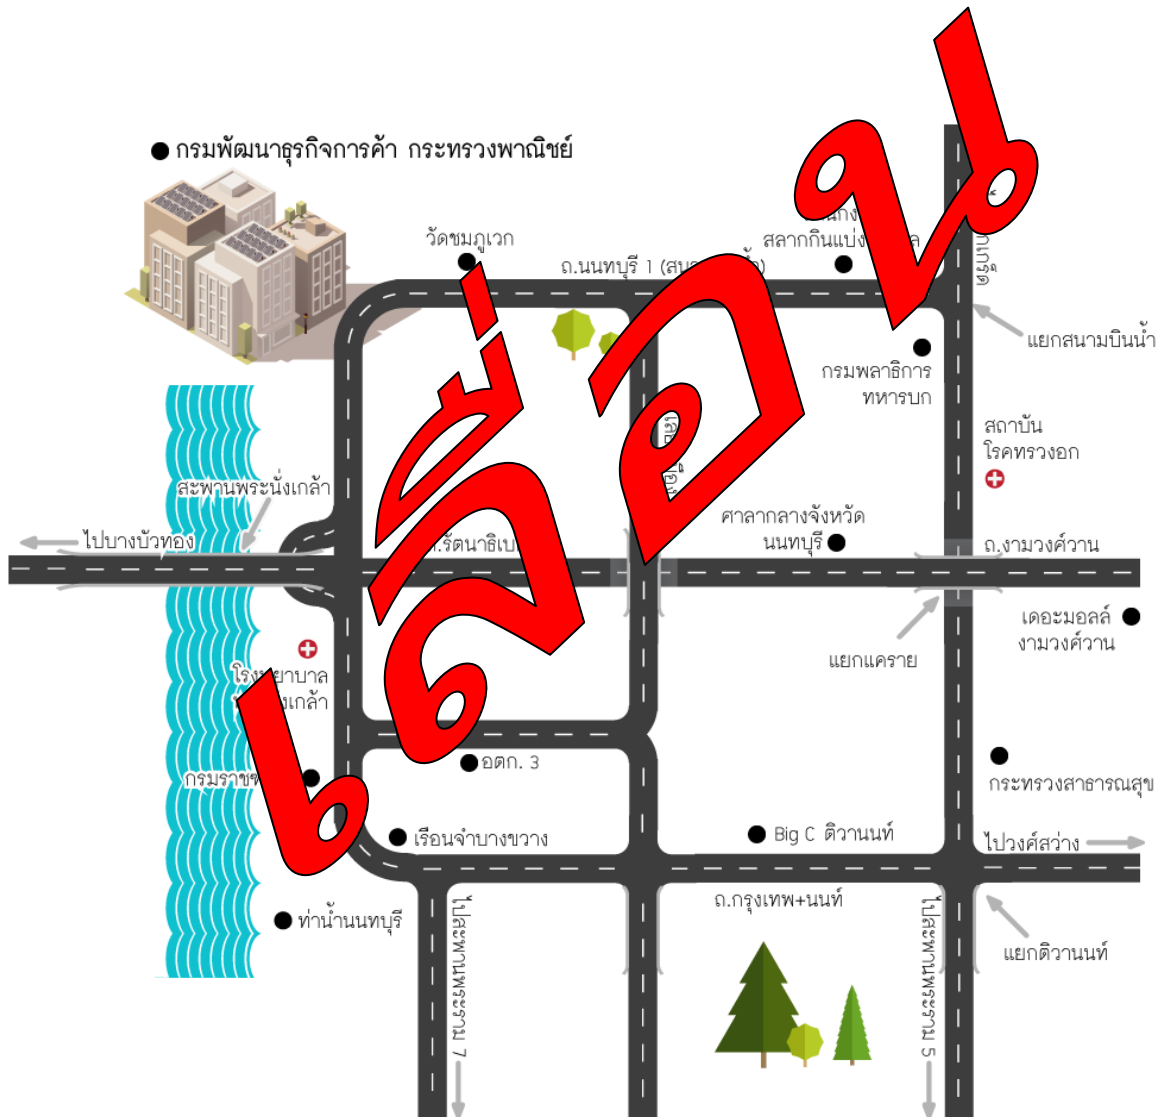 กรมพัฒนาธุรกิจการค้า กระทรวงพาณิชย์
วัดชมภูเวก
สลากกินแบ่ง
ถ.นนทบุรี 1
แยกสนามบินน้ำ
กรมพลาธิการ
ทหารบก
สถาบัน
โรคทรวงอก
สะพานพระนั่งเกล้า
ไปบางบัวทอง
ศาลากลางจังหวัด
นนทบุรี
ถ.งามวงศ์วาน
เดอะมอลล์
งามวงศ์วาน
แยกแคราย
อตก. 3
กระทรวงสาธารณสุข
เรือนจำบางขวาง
Big C ติวานนท์
ไปวงศ์สว่าง
ถ.กรุงเทพ+นนท์
ท่าน้ำนนทบุรี
แยกติวานนท์
ไปสะพานพระราม 7
ไปสะพานพระราม 5